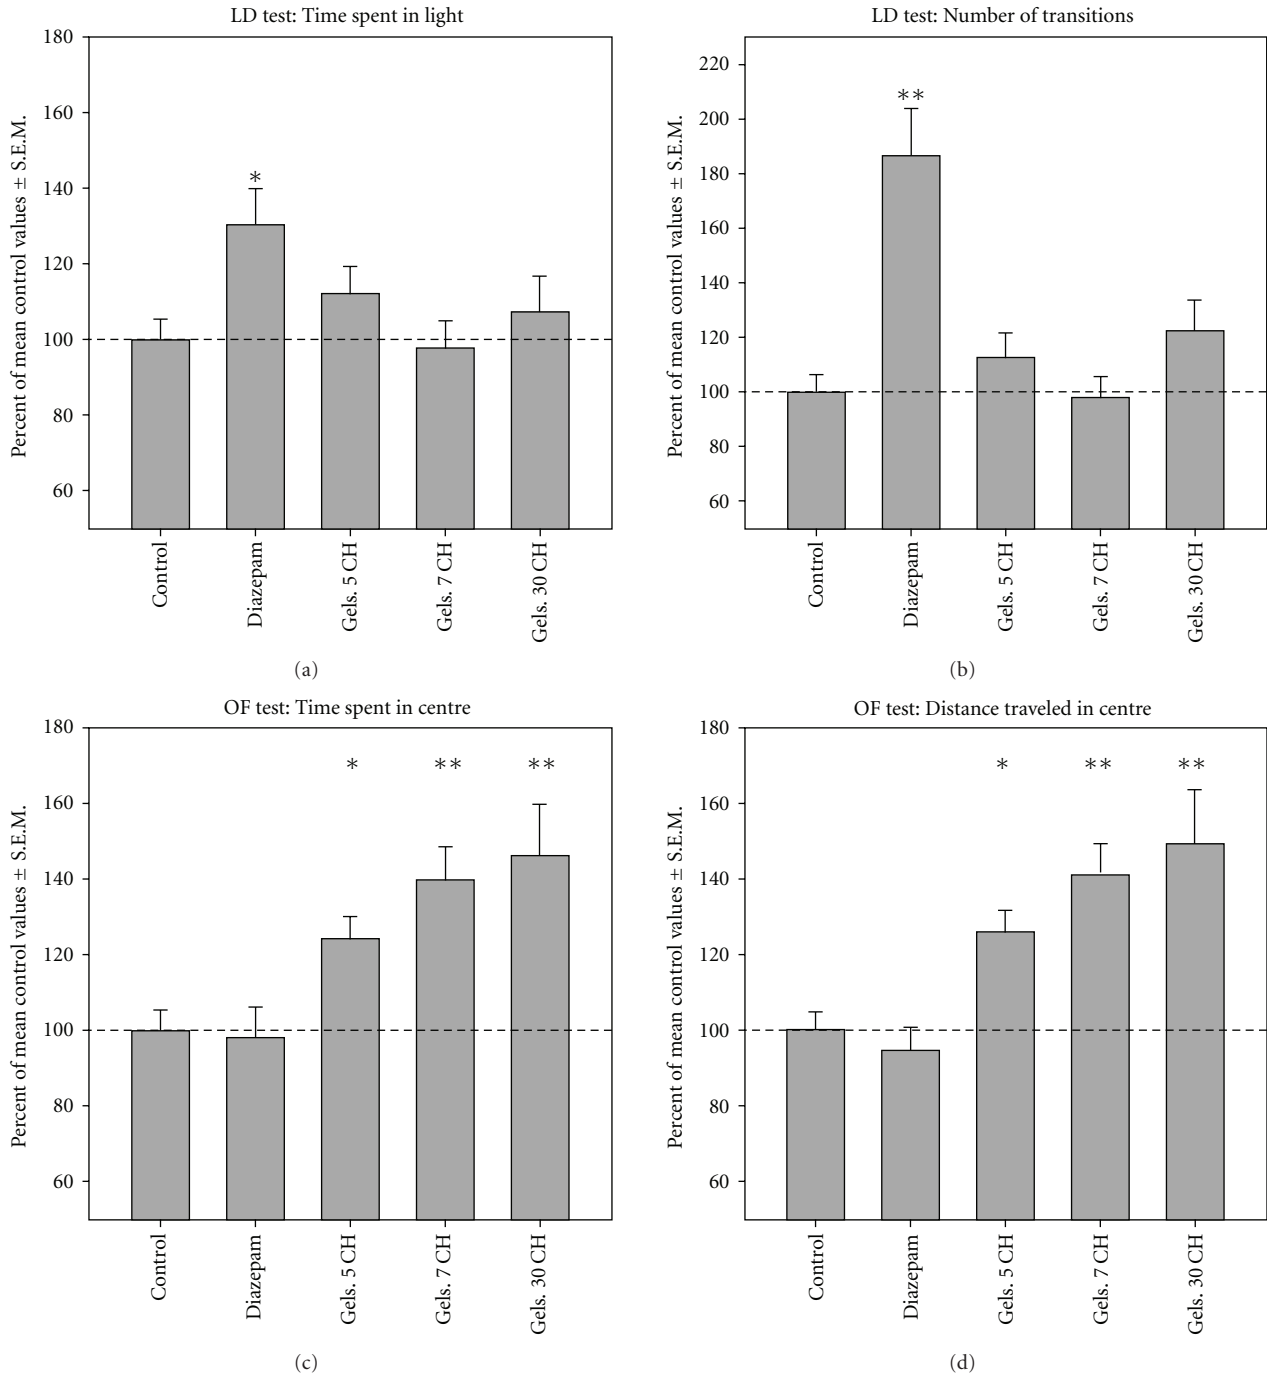 LD test: Time spent in light
Percent of mean control values ± S.E.M.
180
160
140
120
100
80
60
*
Control
Diazepam
Gels. 5 CH
Gels. 7 CH
Gels. 30 CH
(a)
LD test: Number of transitions
Percent of mean control values ± S.E.M.
220
200
180
160
140
120
100
80
60
**
Control
Diazepam
Gels. 5 CH
Gels. 7 CH
Gels. 30 CH
(b)
OF test: Time spent in centre
Percent of mean control values ± S.E.M.
180
160
140
120
100
80
60
* ** **
Control
Diazepam
Gels. 5 CH
Gels. 7 CH
Gels. 30 CH
(c)
OF test: Distance traveled in centre
Percent of mean control values ± S.E.M.
180
160
140
120
100
80
60
* ** **
Control
Diazepam
Gels. 5 CH
Gels. 7 CH
Gels. 30 CH
(d)